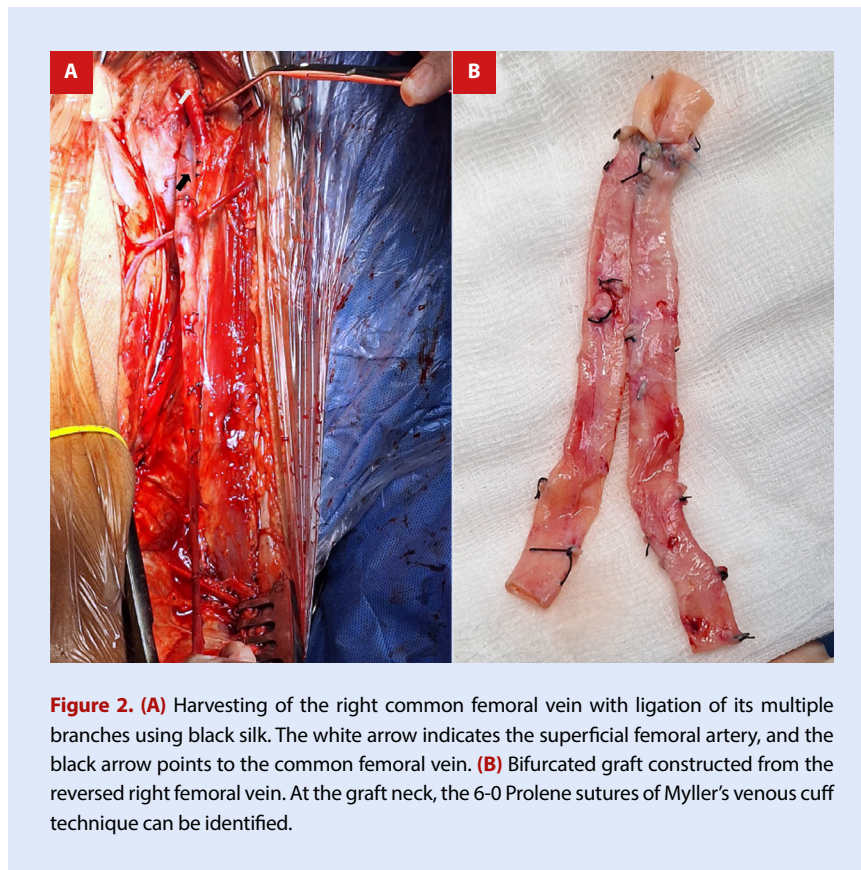 A
B
Figure 2. (A) Harvesting of the right common femoral vein with ligation of its multiple
branches using black silk. The white arrow indicates the superficial femoral artery, and the
black arrow points to the common femoral vein. (B) Bifurcated graft constructed from the
reversed right femoral vein. At the graft neck, the 6-0 Prolene sutures of Myller’s venous cuff
technique can be identified.